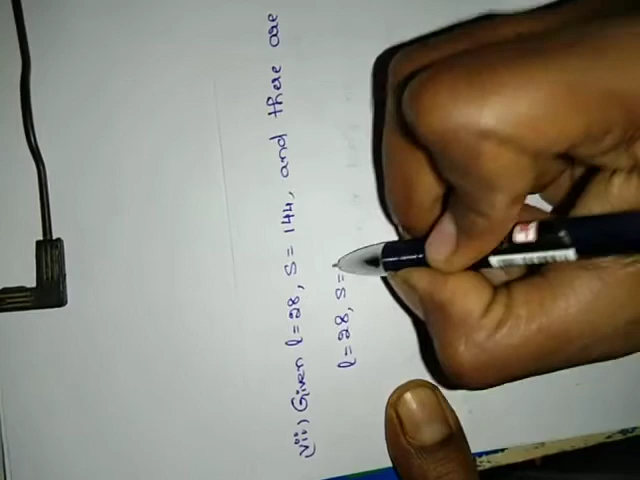 (vii) Given l=28, S= 144, and there are
l=28, S=